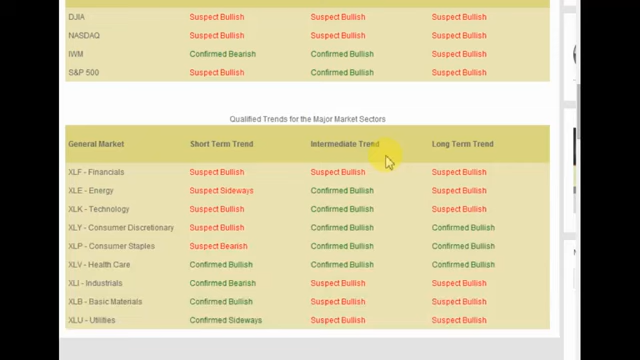 DJIA Suspect Bullish Suspect Bullish Suspect Bullish
NASDAQ Suspect Bullish Suspect Bullish Suspect Bullish
IWM Confirmed Bearish Confirmed Bullish Suspect Bullish
S&P 500 Suspect Bullish Confirmed Bullish Suspect Bullish
Qualified Trends for the Major Market Sectors
General Market Short Term Trend Intermediate Trend Long Term Trend
XLF - Financials Suspect Bullish Suspect Bullish Suspect Bullish
XLE - Energy Suspect Sideways Confirmed Bullish Suspect Bullish
XLK - Technology Suspect Bullish Confirmed Bullish Suspect Bullish
XLY - Consumer Discretionary Suspect Bullish Confirmed Bullish Confirmed Bullish
XLP - Consumer Staples Suspect Bearish Confirmed Bullish Confirmed Bullish
XLV - Health Care Confirmed Bullish Confirmed Bullish Confirmed Bullish
XLI - Industrials Confirmed Bearish Suspect Bullish Suspect Bullish
XLB - Basic Materials Confirmed Bullish Suspect Bullish Suspect Bullish
XLU - Utilities Confirmed Sideways Suspect Bullish Suspect Bullish